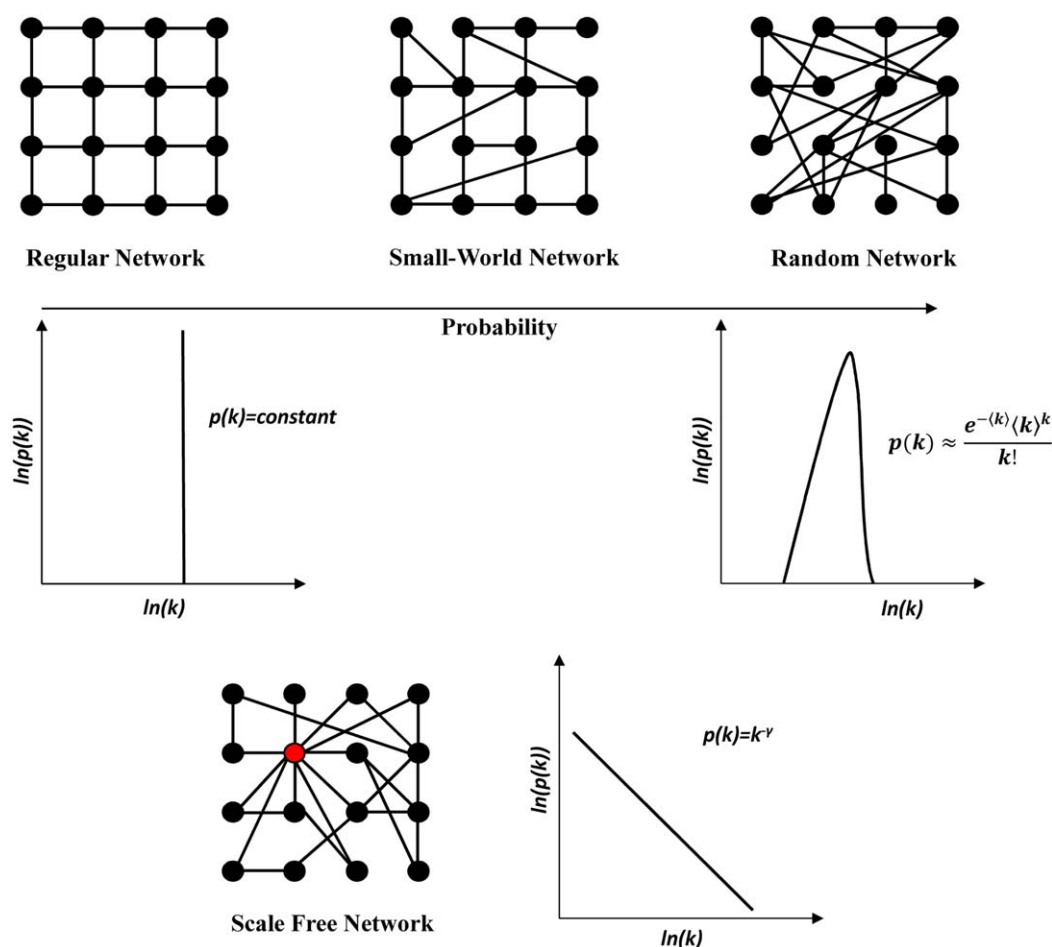 Regular Network
Small-World Network
Random Network
Probability
ln(p(k))
p(k)=constant
ln(k)
ln(p(k))
p(k) ≈ e^{-⟨k⟩}⟨k⟩^k / k!
ln(k)
Scale Free Network
ln(p(k))
p(k)=k^{-γ}
ln(k)